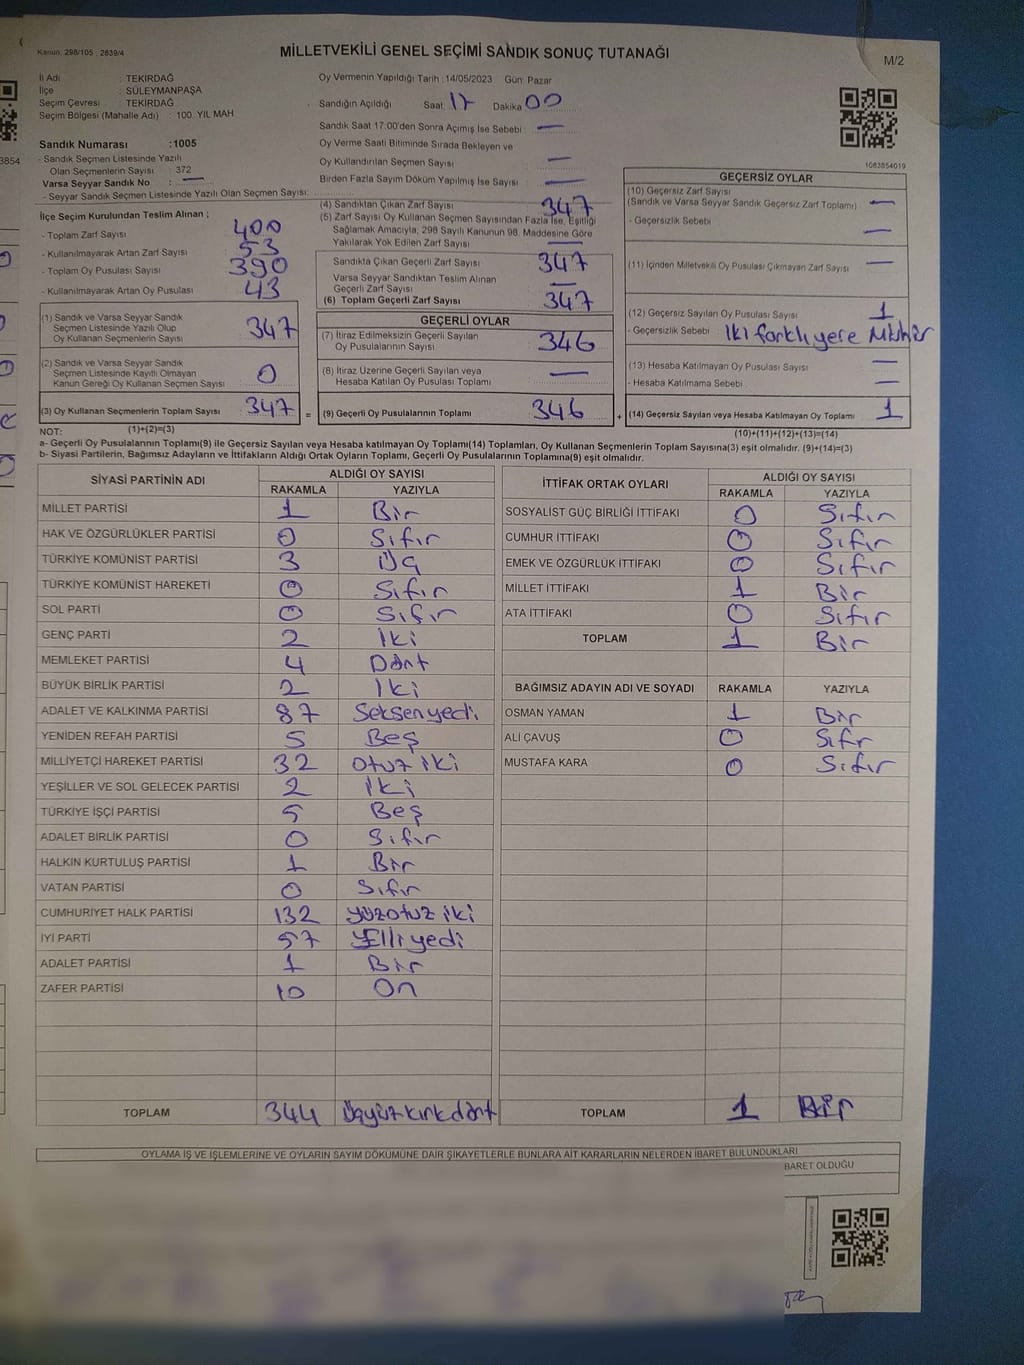 Kanun: 298/105 - 2839/4
MİLLETVEKİLİ GENEL SEÇİMİ SANDIK SONUÇ TUTANAĞI
M/2
İl Adı : TEKİRDAĞ
İlçe : SÜLEYMANPAŞA
Seçim Çevresi : TEKİRDAĞ
Seçim Bölgesi (Mahalle Adı) : 100. YIL MAH
Sandık Numarası :1005
- Sandık Seçmen Listesinde Yazılı
Olan Seçmenlerin Sayısı : 372
Varsa Seyyar Sandık No : —
- Seyyar Sandık Seçmen Listesinde Yazılı Olan Seçmen Sayısı:
Oy Vermenin Yapıldığı Tarih :14/05/2023 Gün: Pazar
Sandığın Açıldığı Saat 17 Dakika 00
Sandık Saat 17:00'den Sonra Açılmış İse Sebebi : —
Oy Verme Saati Bitiminde Sırada Bekleyen ve
Oy Kullandırılan Seçmen Sayısı : —
Birden Fazla Sayım Döküm Yapılmış İse Sayısı : —
1083854019
3854
İlçe Seçim Kurulundan Teslim Alınan ;
- Toplam Zarf Sayısı : 400
- Kullanılmayarak Artan Zarf Sayısı : 53
- Toplam Oy Pusulası Sayısı : 390
- Kullanılmayarak Artan Oy Pusulası : 43
(4) Sandıktan Çıkan Zarf Sayısı : 347
(5) Zarf Sayısı Oy Kullanan Seçmen Sayısından Fazla İse, Eşitliği
Sağlamak Amacıyla, 298 Sayılı Kanunun 98. Maddesine Göre
Yakılarak Yok Edilen Zarf Sayısı : —
Sandıkta Çıkan Geçerli Zarf Sayısı : 347
Varsa Seyyar Sandıktan Teslim Alınan
Geçerli Zarf Sayısı : —
(6) Toplam Geçerli Zarf Sayısı : 347
GEÇERSİZ OYLAR
(10) Geçersiz Zarf Sayısı
(Sandık ve Varsa Seyyar Sandık Geçersiz Zarf Toplamı) : —
- Geçersizlik Sebebi : —
(11) İçinden Milletvekili Oy Pusulası Çıkmayan Zarf Sayısı : —
(12) Geçersiz Sayılan Oy Pusulası Sayısı : 1
- Geçersizlik Sebebi : İki farklı yere Mühür
(13) Hesaba Katılmayan Oy Pusulası Sayısı : —
- Hesaba Katılmama Sebebi : —
(14) Geçersiz Sayılan veya Hesaba Katılmayan Oy Toplamı : 1
(10)+(11)+(12)+(13)=(14)
(1) Sandık ve Varsa Seyyar Sandık
Seçmen Listesinde Yazılı Olup
Oy Kullanan Seçmenlerin Sayısı : 347
(2) Sandık ve Varsa Seyyar Sandık
Seçmen Listesinde Kayıtlı Olmayan
Kanun Gereği Oy Kullanan Seçmen Sayısı : 0
(3) Oy Kullanan Seçmenlerin Toplam Sayısı : 347 =
(1)+(2)=(3)
GEÇERLİ OYLAR
(7) İtiraz Edilmeksizin Geçerli Sayılan
Oy Pusulalarının Sayısı : 346
(8) İtiraz Üzerine Geçerli Sayılan veya
Hesaba Katılan Oy Pusulası Toplamı : —
(9) Geçerli Oy Pusulalarının Toplamı : 346 +
NOT:
a- Geçerli Oy Pusulalarının Toplamı(9) ile Geçersiz Sayılan veya Hesaba katılmayan Oy Toplamı(14) Toplamları, Oy Kullanan Seçmenlerin Toplam Sayısına(3) eşit olmalıdır. (9)+(14)=(3)
b- Siyasi Partilerin, Bağımsız Adayların ve İttifakların Aldığı Ortak Oyların Toplamı, Geçerli Oy Pusulalarının Toplamına(9) eşit olmalıdır.
SİYASİ PARTİNİN ADI ALDIĞI OY SAYISI
RAKAMLA YAZIYLA
MİLLET PARTİSİ 1 Bir
HAK VE ÖZGÜRLÜKLER PARTİSİ 0 Sıfır
TÜRKİYE KOMÜNİST PARTİSİ 3 Üç
TÜRKİYE KOMÜNİST HAREKETİ 0 Sıfır
SOL PARTİ 0 Sıfır
GENÇ PARTİ 2 İki
MEMLEKET PARTİSİ 4 Dört
BÜYÜK BİRLİK PARTİSİ 2 İki
ADALET VE KALKINMA PARTİSİ 87 Seksenyedi
YENİDEN REFAH PARTİSİ 5 Beş
MİLLİYETÇİ HAREKET PARTİSİ 32 Otuz iki
YEŞİLLER VE SOL GELECEK PARTİSİ 2 İki
TÜRKİYE İŞÇİ PARTİSİ 5 Beş
ADALET BİRLİK PARTİSİ 0 Sıfır
HALKIN KURTULUŞ PARTİSİ 1 Bir
VATAN PARTİSİ 0 Sıfır
CUMHURİYET HALK PARTİSİ 132 Yüzotuz iki
İYİ PARTİ 57 Elli yedi
ADALET PARTİSİ 1 Bir
ZAFER PARTİSİ 10 On
TOPLAM 344 Üçyüzkırkdört
İTTİFAK ORTAK OYLARI ALDIĞI OY SAYISI
RAKAMLA YAZIYLA
SOSYALİST GÜÇ BİRLİĞİ İTTİFAKI 0 Sıfır
CUMHUR İTTİFAKI 0 Sıfır
EMEK VE ÖZGÜRLÜK İTTİFAKI 0 Sıfır
MİLLET İTTİFAKI 1 Bir
ATA İTTİFAKI 0 Sıfır
TOPLAM 1 Bir
BAĞIMSIZ ADAYIN ADI VE SOYADI RAKAMLA YAZIYLA
OSMAN YAMAN 1 Bir
ALİ ÇAVUŞ 0 Sıfır
MUSTAFA KARA 0 Sıfır
TOPLAM 1 Bir
OYLAMA İŞ VE İŞLEMLERİNE VE OYLARIN SAYIM DÖKÜMÜNE DAİR ŞİKAYETLERLE BUNLARA AİT KARARLARIN NELERDEN İBARET BULUNDUKLARI
BARET OLDUĞU